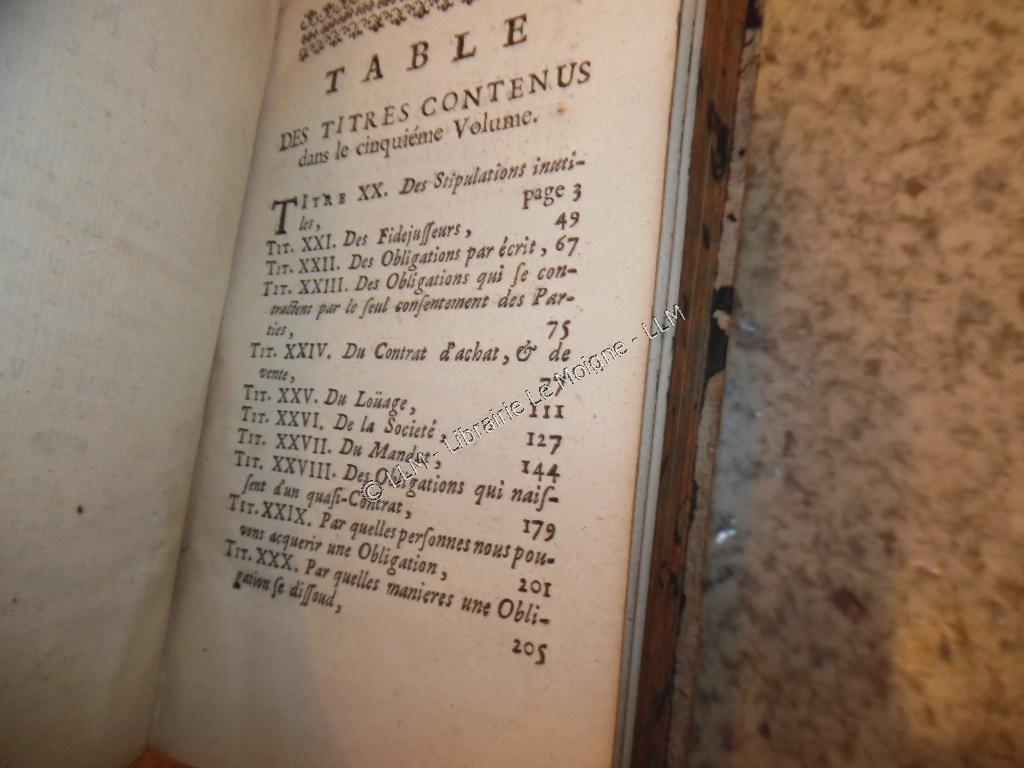 TABLE
DES TITRES CONTENUS
dans le cinquiéme Volume.
TITRE XX. Des Stipulations inuti-
les, page 3
TIT. XXI. Des Fidejusseurs, 49
TIT. XXII. Des Obligations par écrit, 67
TIT. XXIII. Des Obligations qui se con-
tractent par le seul consentement des Par-
ties, 75
TIT. XXIV. Du Contrat d'achat, & de
vente,
TIT. XXV. Du Loüage, 111
TIT. XXVI. De la Societé, 127
TIT. XXVII. Du Mandat, 144
TIT. XXVIII. Des Obligations qui nais-
sent d'un quasi-Contrat, 179
TIT. XXIX. Par quelles personnes nous pou-
vons acquerir une Obligation, 201
TIT. XXX. Par quelles manieres une Obli-
gation se dissoud, 205
© LLM - Librairie Le Moigne - LLM